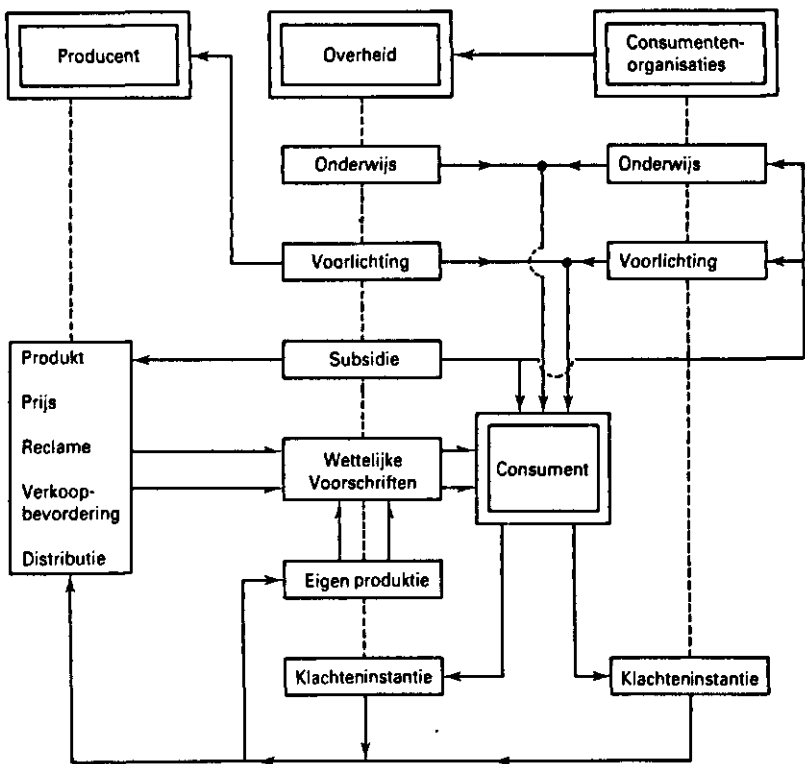 Producent
Overheid
Consumenten-
organisaties
Onderwijs
Onderwijs
Voorlichting
Voorlichting
Produkt
Prijs
Reclame
Verkoop-
bevordering
Distributie
Subsidie
Wettelijke
Voorschriften
Consument
Eigen produktie
Klachteninstantie
Klachteninstantie